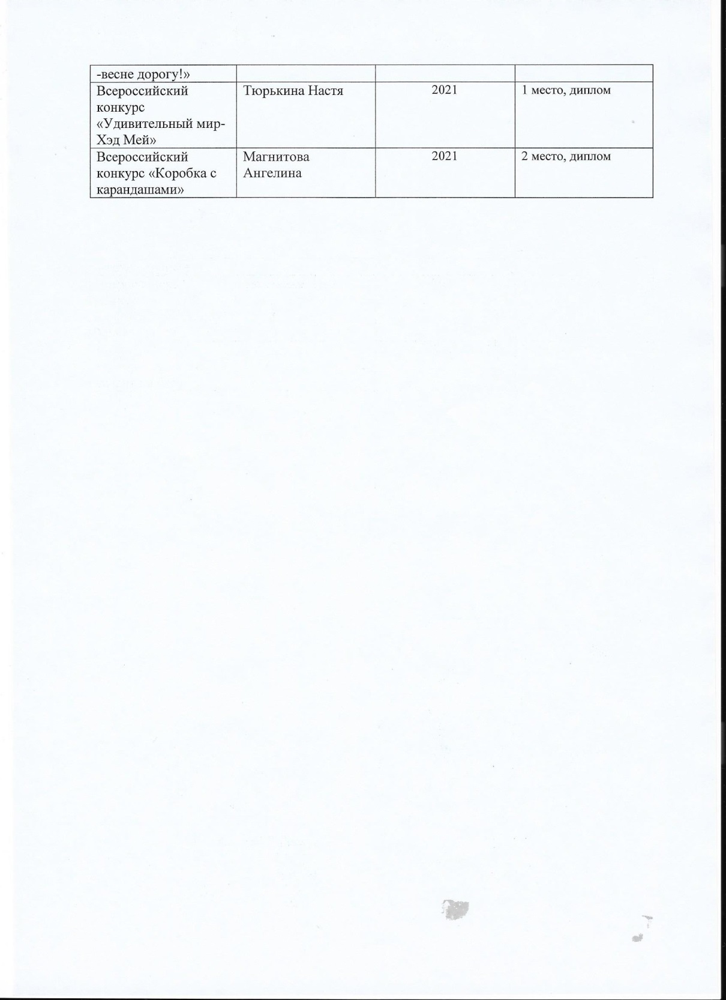 -весне дорогу!»
Всероссийский
конкурс
«Удивительный мир-
Хэд Мей»
Тюрькина Настя
2021
1 место, диплом
Всероссийский
конкурс «Коробка с
карандашами»
Магнитова
Ангелина
2021
2 место, диплом